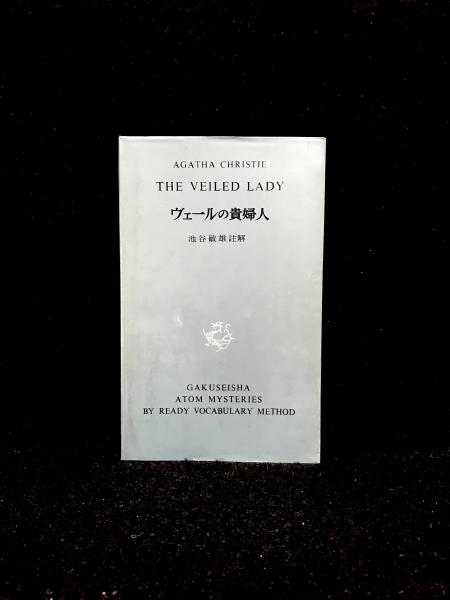 AGATHA CHRISTIE
THE VEILED LADY
ヴェールの貴婦人
池谷敏雄註解
GAKUSEISHA
ATOM MYSTERIES
BY READY VOCABULARY METHOD